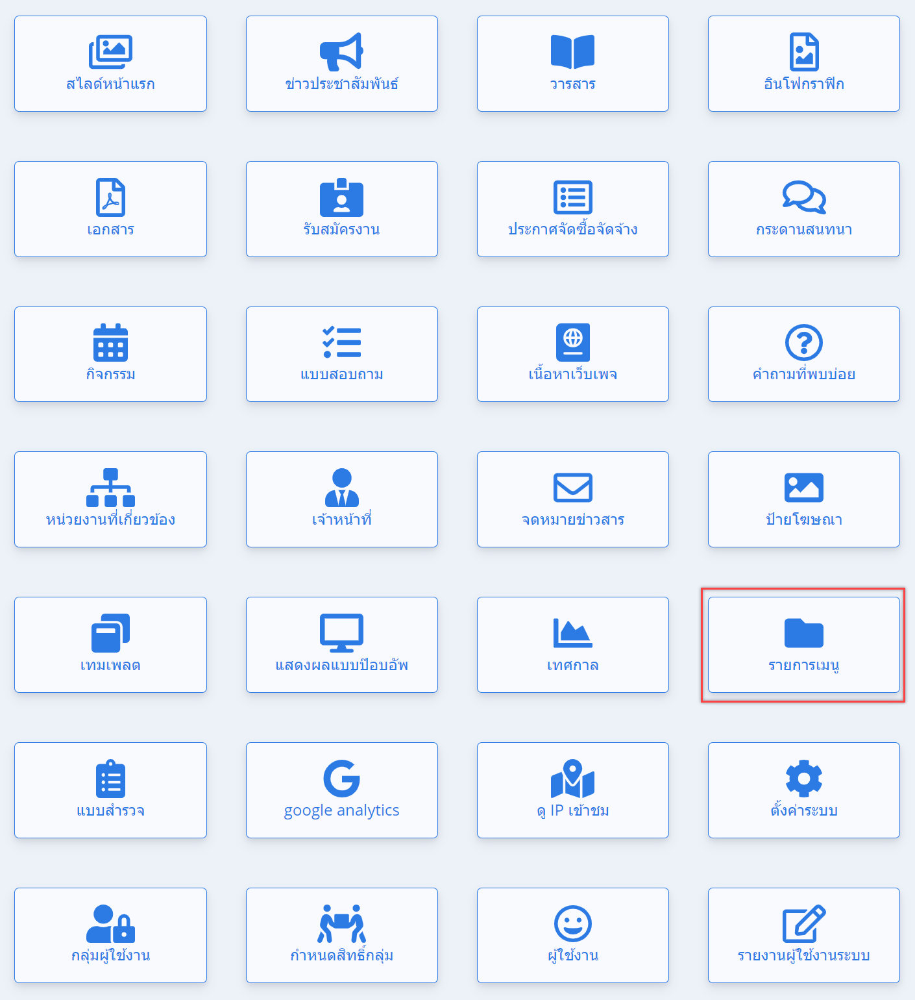 สไลด์หน้าแรก
ข่าวประชาสัมพันธ์
วารสาร
อินโฟกราฟิก
เอกสาร
รับสมัครงาน
ประกาศจัดซื้อจัดจ้าง
กระดานสนทนา
กิจกรรม
แบบสอบถาม
เนื้อหาเว็บเพจ
คำถามที่พบบ่อย
หน่วยงานที่เกี่ยวข้อง
เจ้าหน้าที่
จดหมายข่าวสาร
ป้ายโฆษณา
เทมเพลต
แสดงผลแบบป๊อบอัพ
เทศกาล
รายการเมนู
แบบสำรวจ
google analytics
ดู IP เข้าชม
ตั้งค่าระบบ
กลุ่มผู้ใช้งาน
กำหนดสิทธิ์กลุ่ม
ผู้ใช้งาน
รายงานผู้ใช้งานระบบ